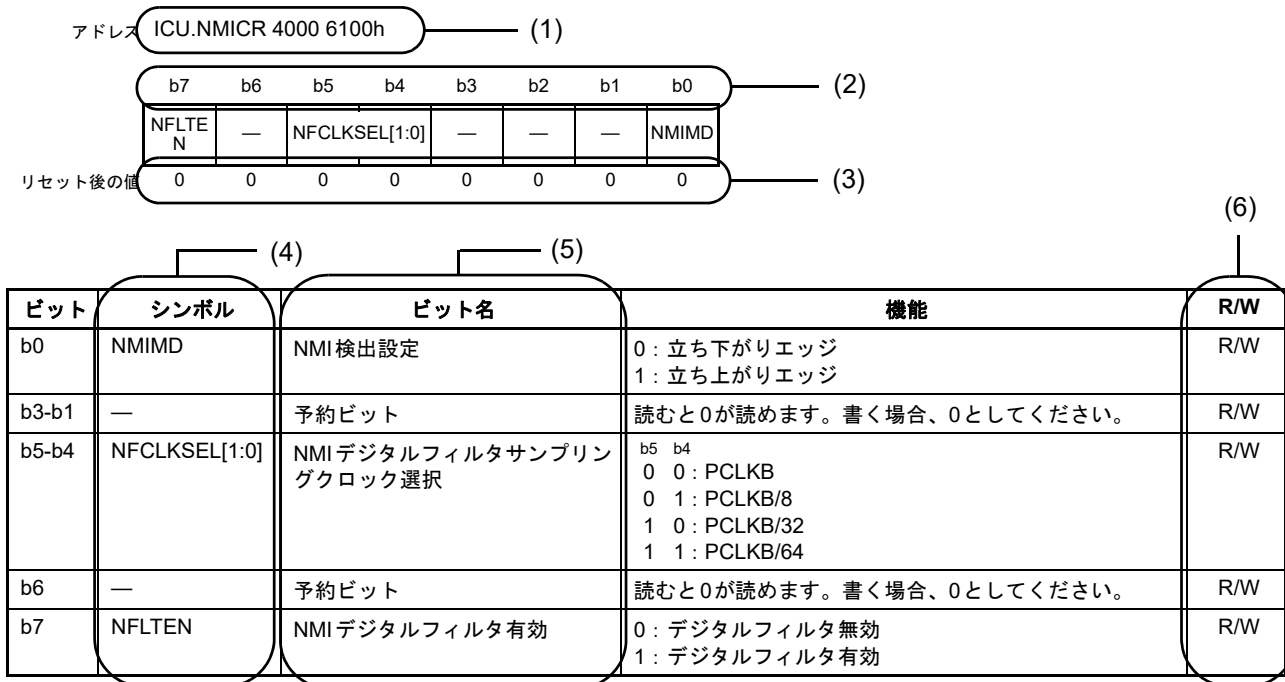 アドレス ICU.NMICR 4000 6100h (1)
b7 b6 b5 b4 b3 b2 b1 b0 (2)
NFLTE
N — NFCLKSEL[1:0] — — — NMIMD
リセット後の値 0 0 0 0 0 0 0 0 (3)
(6)
(4) (5)
ビット シンボル ビット名 機能 R/W
b0 NMIMD NMI検出設定 0：立ち下がりエッジ R/W
1：立ち上がりエッジ
b3-b1 — 予約ビット 読むと0が読めます。書く場合、0としてください。 R/W
b5-b4 NFCLKSEL[1:0] NMIデジタルフィルタサンプリン b5 b4 R/W
グクロック選択 0 0：PCLKB
0 1：PCLKB/8
1 0：PCLKB/32
1 1：PCLKB/64
b6 — 予約ビット 読むと0が読めます。書く場合、0としてください。 R/W
b7 NFLTEN NMIデジタルフィルタ有効 0：デジタルフィルタ無効 R/W
1：デジタルフィルタ有効